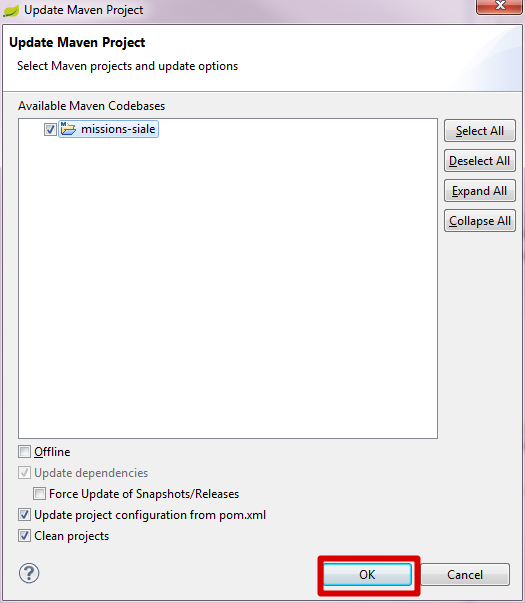 Update Maven Project
Update Maven Project
Select Maven projects and update options
Available Maven Codebases
missions-siale
Select All
Deselect All
Expand All
Collapse All
Offline
Update dependencies
Force Update of Snapshots/Releases
Update project configuration from pom.xml
Clean projects
OK
Cancel